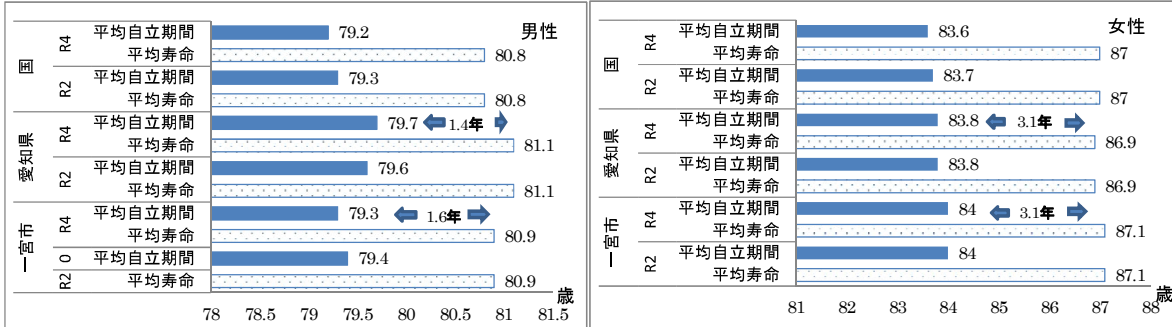 男性
国
R4
平均自立期間 79.2
平均寿命 80.8
R2
平均自立期間 79.3
平均寿命 80.8
愛知県
R4
平均自立期間 79.7 1.4年
平均寿命 81.1
R2
平均自立期間 79.6
平均寿命 81.1
一宮市
R4
平均自立期間 79.3 1.6年
平均寿命 80.9
R2 0
平均自立期間 79.4
平均寿命 80.9
歳
78 78.5 79 79.5 80 80.5 81 81.5
女性
国
R4
平均自立期間 83.6
平均寿命 87
R2
平均自立期間 83.7
平均寿命 87
愛知県
R4
平均自立期間 83.8 3.1年
平均寿命 86.9
R2
平均自立期間 83.8
平均寿命 86.9
一宮市
R4
平均自立期間 84 3.1年
平均寿命 87.1
R2
平均自立期間 84
平均寿命 87.1
歳
81 82 83 84 85 86 87 88